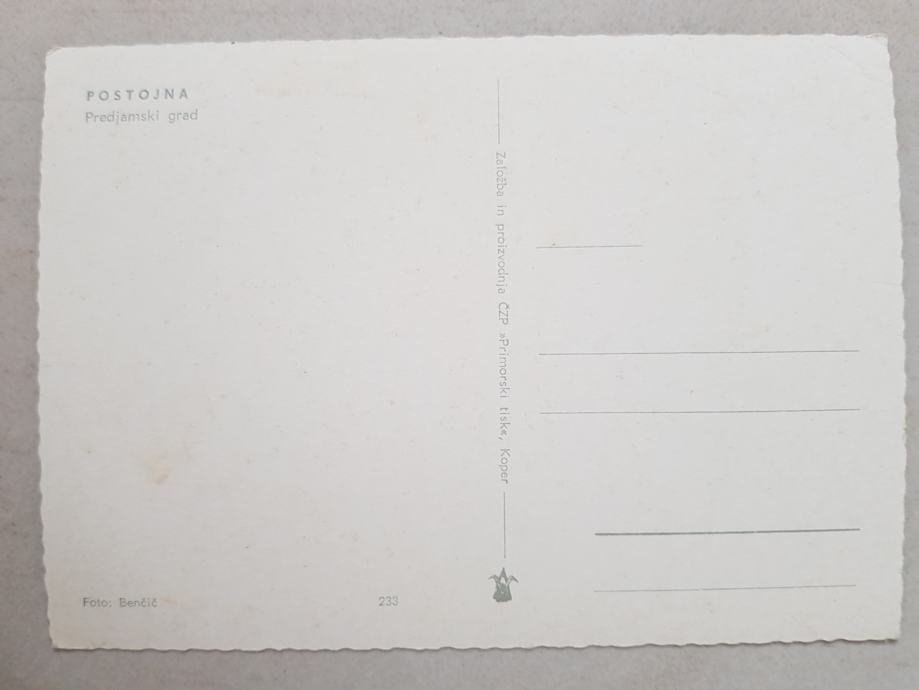 POSTOJNA
Predjamski grad
Založba in proizvodnja ČZP »Primorski tisk«, Koper
Foto: Benčič
233